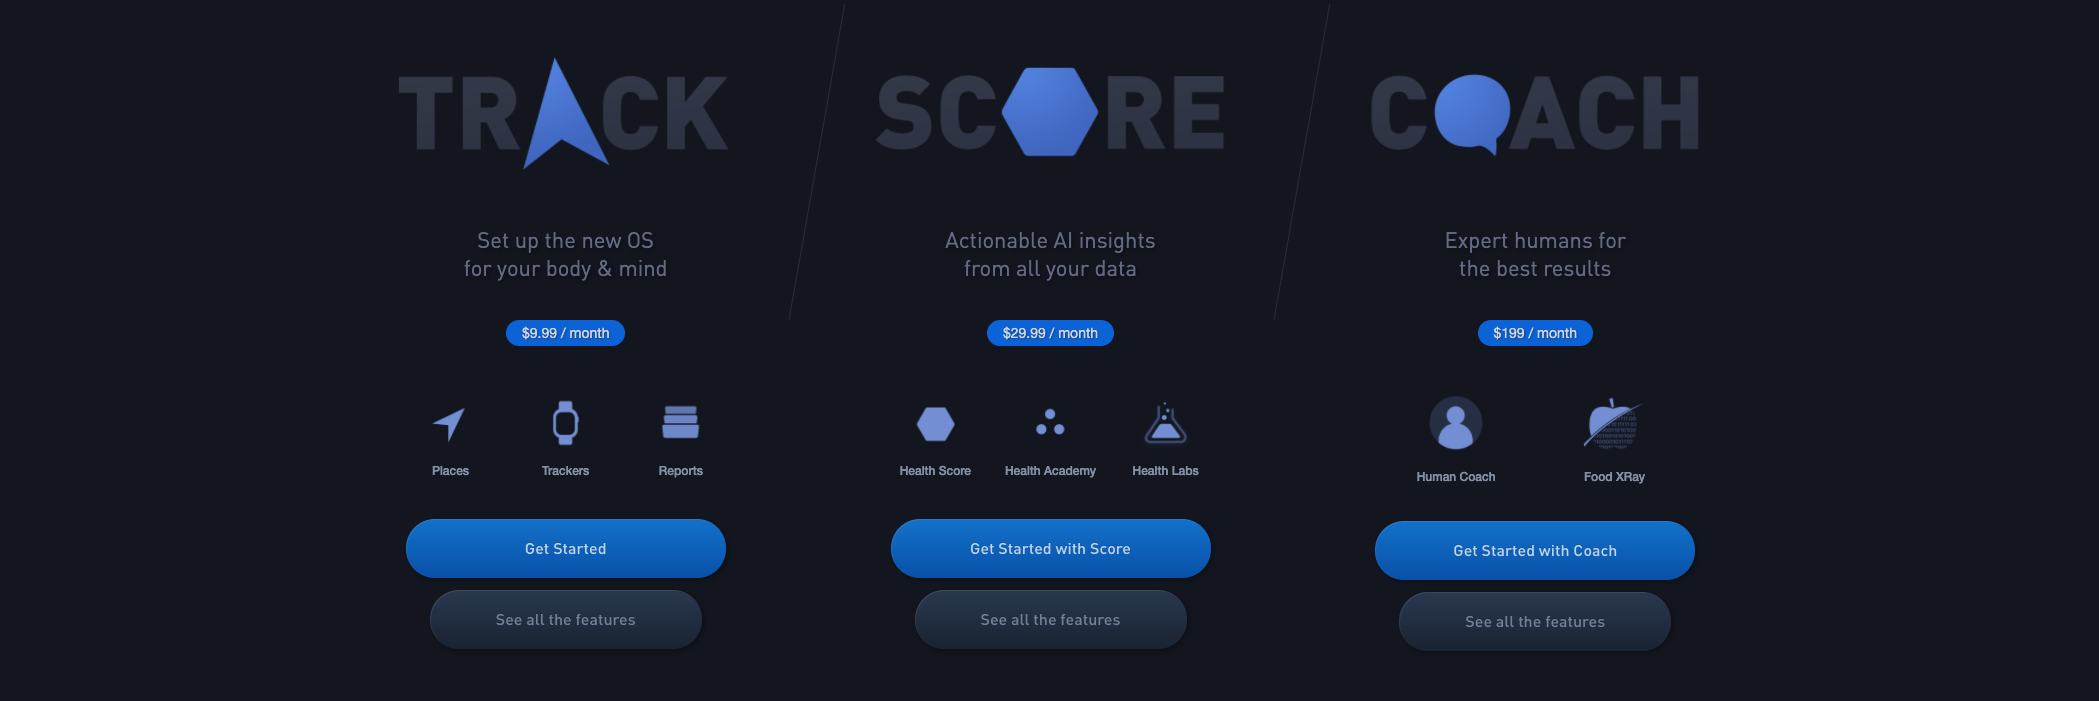 TRACK
Set up the new OS
for your body & mind
$9.99 / month
Places
Trackers
Reports
Get Started
See all the features
SCORE
Actionable AI insights
from all your data
$29.99 / month
Health Score
Health Academy
Health Labs
Get Started with Score
See all the features
COACH
Expert humans for
the best results
$199 / month
Human Coach
Food XRay
Get Started with Coach
See all the features